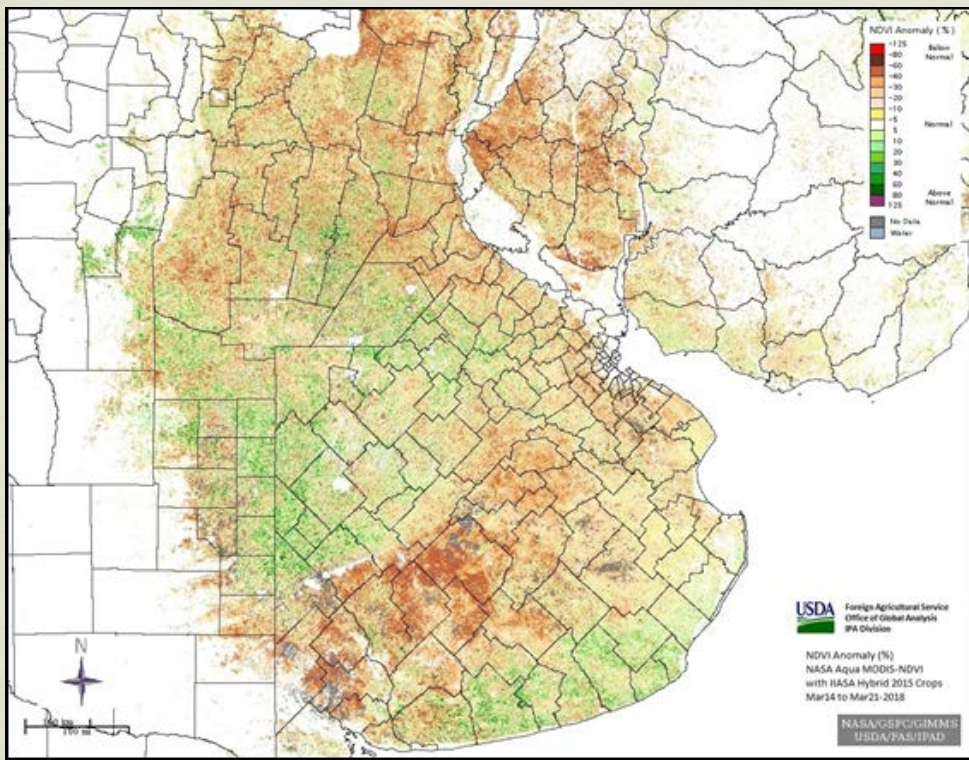 NDVI Anomaly (%)
-125
-80
-60
-40
-30
-20
-10
-5
5
10
20
30
40
60
80
125
Below
Normal
Normal
Above
Normal
No Data
Water
USDA
Foreign Agricultural Service
Office of Global Analysis
IPA Division
NDVI Anomaly (%)
NASA Aqua MODIS-NDVI
with IIASA Hybrid 2015 Crops
Mar14 to Mar21-2018
N
NASA/GSFC/GIMMS
USDA/FAS/IPAD